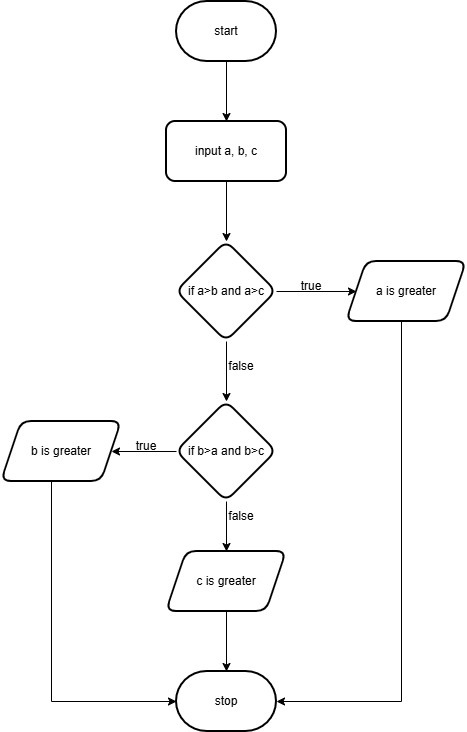 start
input a, b, c
if a>b and a>c
true
a is greater
false
if b>a and b>c
true
b is greater
false
c is greater
stop